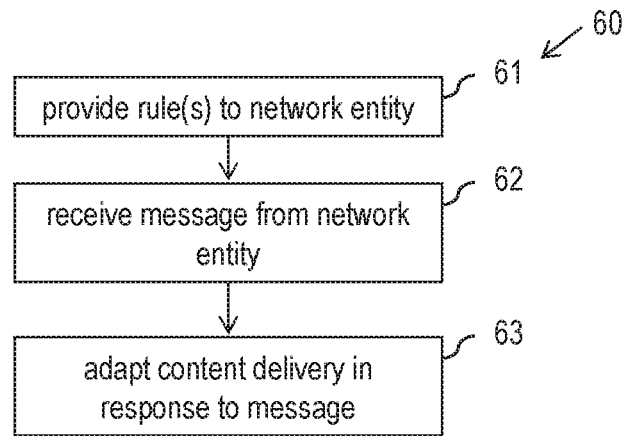 60
61
provide rule(s) to network entity
62
receive message from network
entity
63
adapt content delivery in
response to message